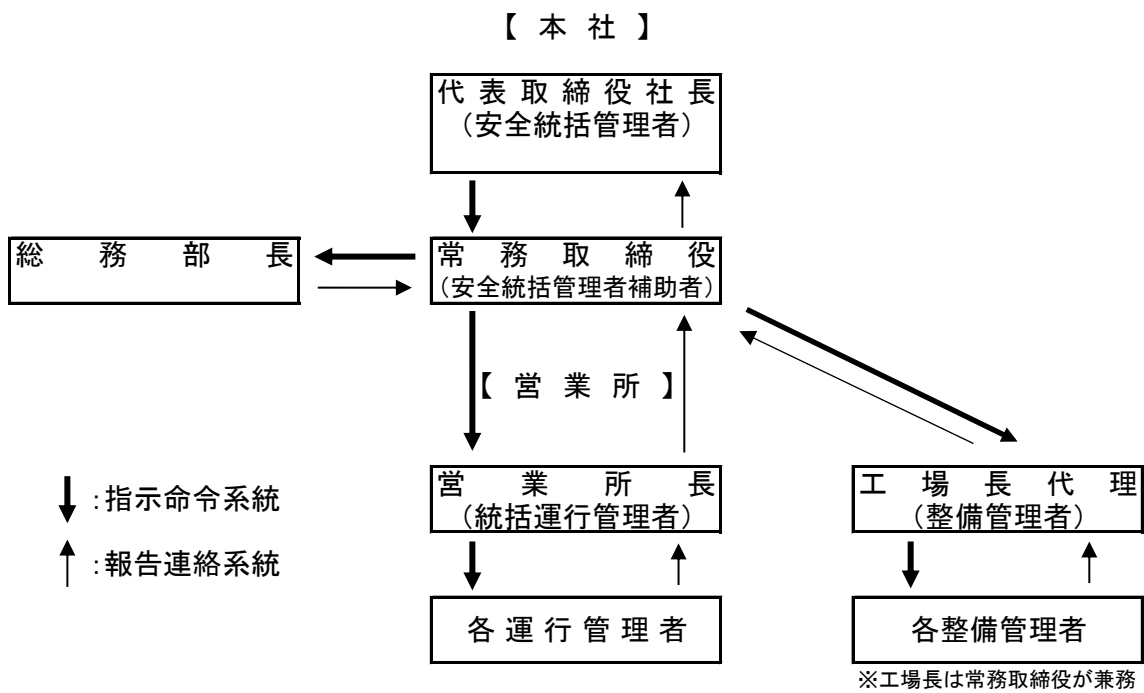 【 本 社 】
代表取締役社長
（安全統括管理者）
総務部長
常務取締役
（安全統括管理者補助者）
【 営 業 所 】
営業所長
（統括運行管理者）
工場長代理
（整備管理者）
：指示命令系統
：報告連絡系統
各運行管理者
各整備管理者
※工場長は常務取締役が兼務